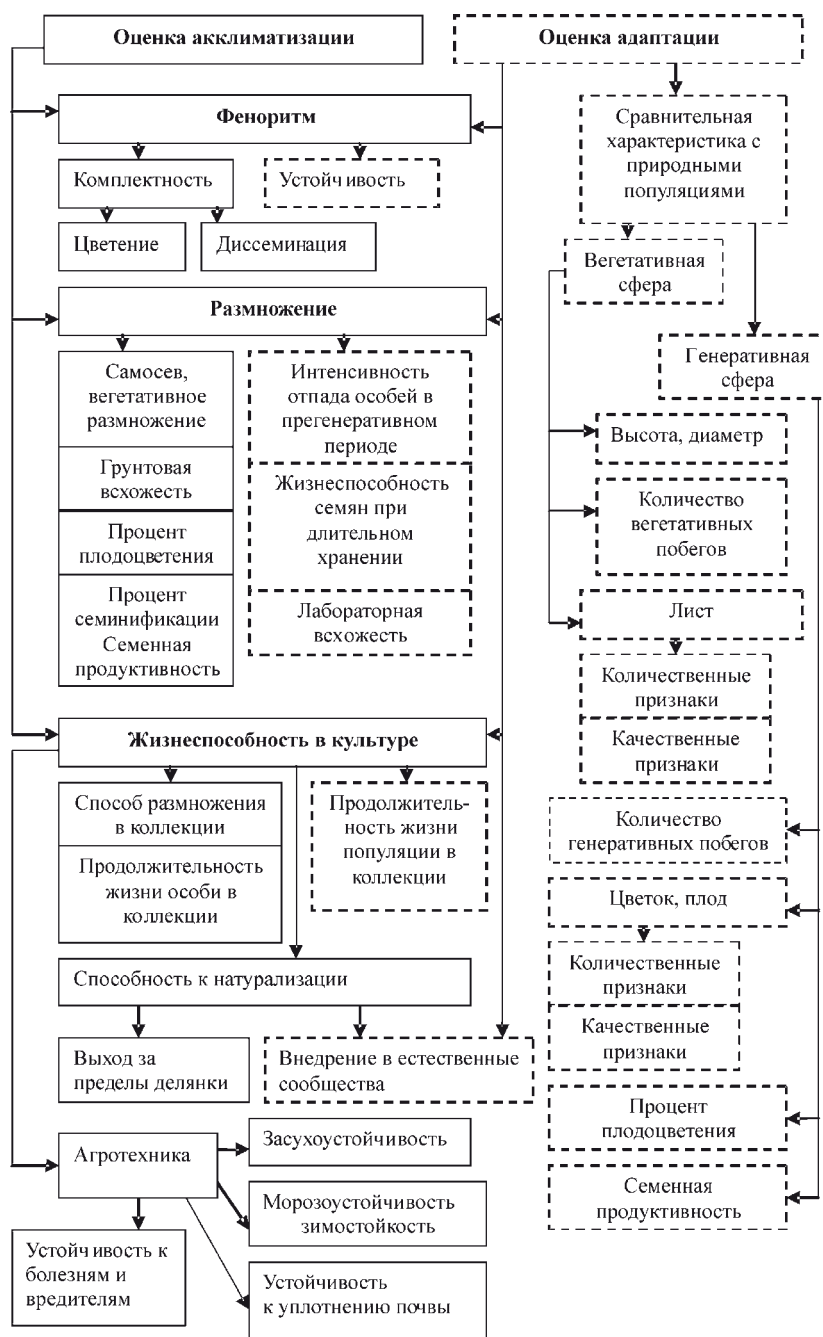 Оценка акклиматизации
Оценка адаптации
Феноритм
Комплектность
Устойчивость
Цветение
Диссеминация
Размножение
Самосев,
вегетативное
размножение
Грунтовая
всхожесть
Процент
плодоцветения
Процент
семинификации
Семенная
продуктивность
Интенсивность
отпада особей в
прегенеративном
периоде
Жизнеспособность
семян при
длительном
хранении
Лабораторная
всхожесть
Жизнеспособность в культуре
Способ размножения
в коллекции
Продолжительность
жизни особи в
коллекции
Продолжитель-
ность жизни
популяции в
коллекции
Способность к натурализации
Выход за
пределы делянки
Внедрение в естественные
сообщества
Агротехника
Засухоустойчивость
Морозоустойчивость
зимостойкость
Устойчивость к
болезням и
вредителям
Устойчивость
к уплотнению почвы
Сравнительная
характеристика с
природными
популяциями
Вегетативная
сфера
Генеративная
сфера
Высота, диаметр
Количество
вегетативных
побегов
Лист
Количественные
признаки
Качественные
признаки
Количество
генеративных побегов
Цветок, плод
Количественные
признаки
Качественные
признаки
Процент
плодоцветения
Семенная
продуктивность